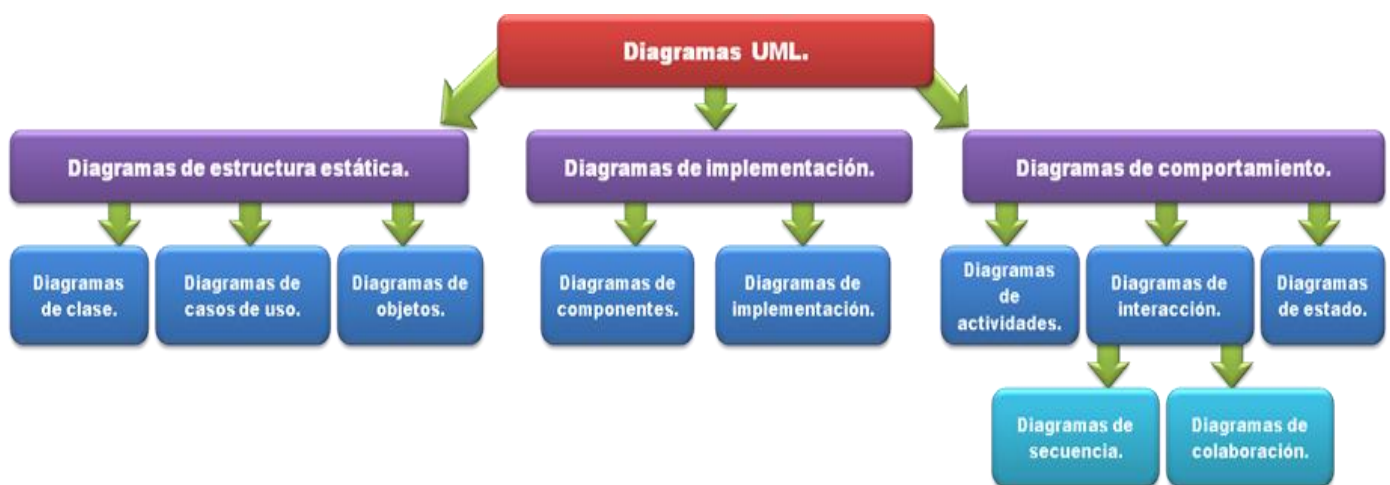 Diagramas UML.
Diagramas de estructura estática.
Diagramas de implementación.
Diagramas de comportamiento.
Diagramas
de clase.
Diagramas de
casos de uso.
Diagramas de
objetos.
Diagramas de
componentes.
Diagramas de
implementación.
Diagramas
de
actividades.
Diagramas de
interacción.
Diagramas
de estado.
Diagramas de
secuencia.
Diagramas de
colaboración.